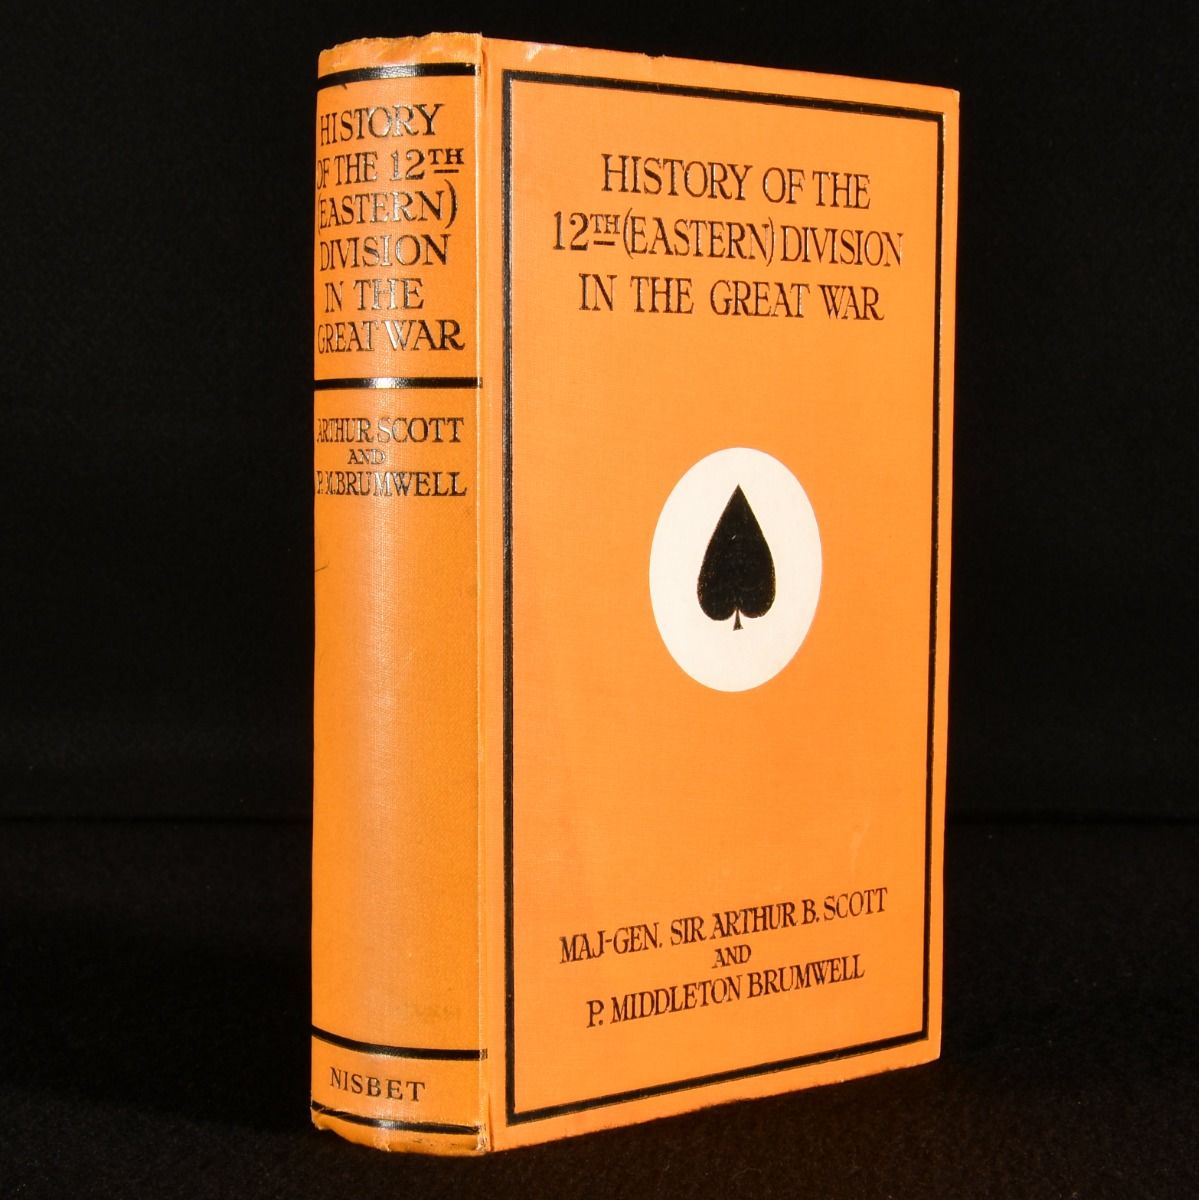 HISTORY
OF THE 12TH
(EASTERN)
DIVISION
IN THE
GREAT WAR
ARTHUR SCOTT
AND
P. M. BRUMWELL
NISBET
HISTORY OF THE
12TH (EASTERN) DIVISION
IN THE GREAT WAR
MAJ-GEN. SIR ARTHUR B. SCOTT
AND
P. MIDDLETON BRUMWELL